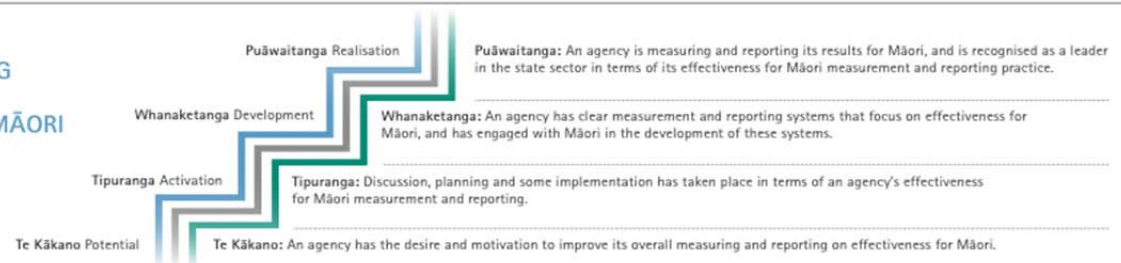 G
MĀORI
Puāwaitanga Realisation
Puāwaitanga: An agency is measuring and reporting its results for Māori, and is recognised as a leader
in the state sector in terms of its effectiveness for Māori measurement and reporting practice.
Whanaketanga Development
Whanaketanga: An agency has clear measurement and reporting systems that focus on effectiveness for
Māori, and has engaged with Māori in the development of these systems.
Tipuranga Activation
Tipuranga: Discussion, planning and some implementation has taken place in terms of an agency's effectiveness
for Māori measurement and reporting.
Te Kākano Potential
Te Kākano: An agency has the desire and motivation to improve its overall measuring and reporting on effectiveness for Māori.